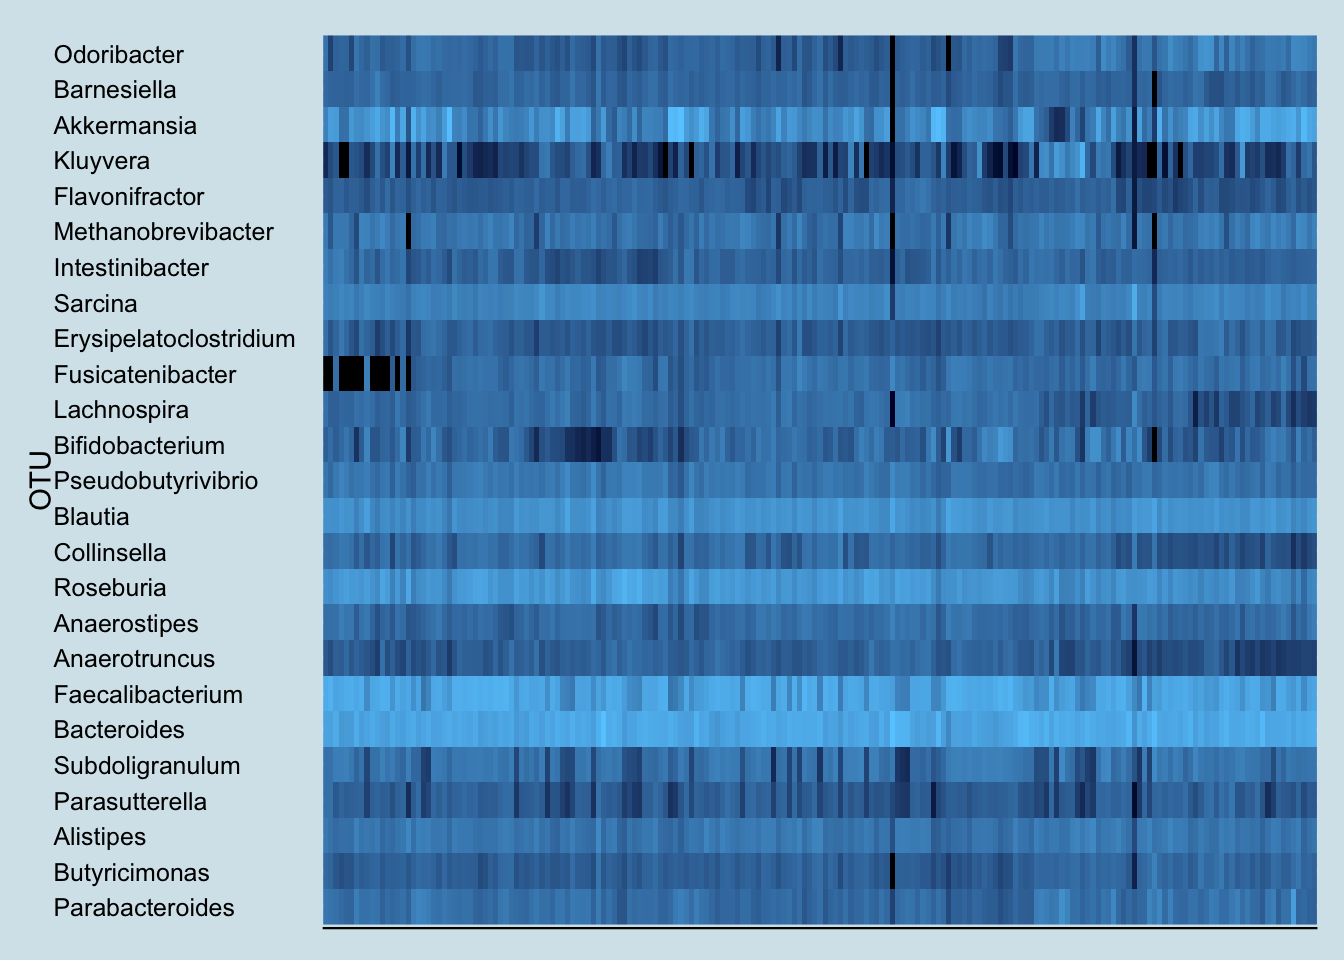 Odoribacter
Barnesiella
Akkermansia
Kluyvera
Flavonifractor
Methanobrevibacter
Intestinibacter
Sarcina
Erysipelatoclostridium
Fusicatenibacter
Lachnospira
Bifidobacterium
OTU
Pseudobutyrivibrio
Blautia
Collinsella
Roseburia
Anaerostipes
Anaerotruncus
Faecalibacterium
Bacteroides
Subdoligranulum
Parasutterella
Alistipes
Butyricimonas
Parabacteroides